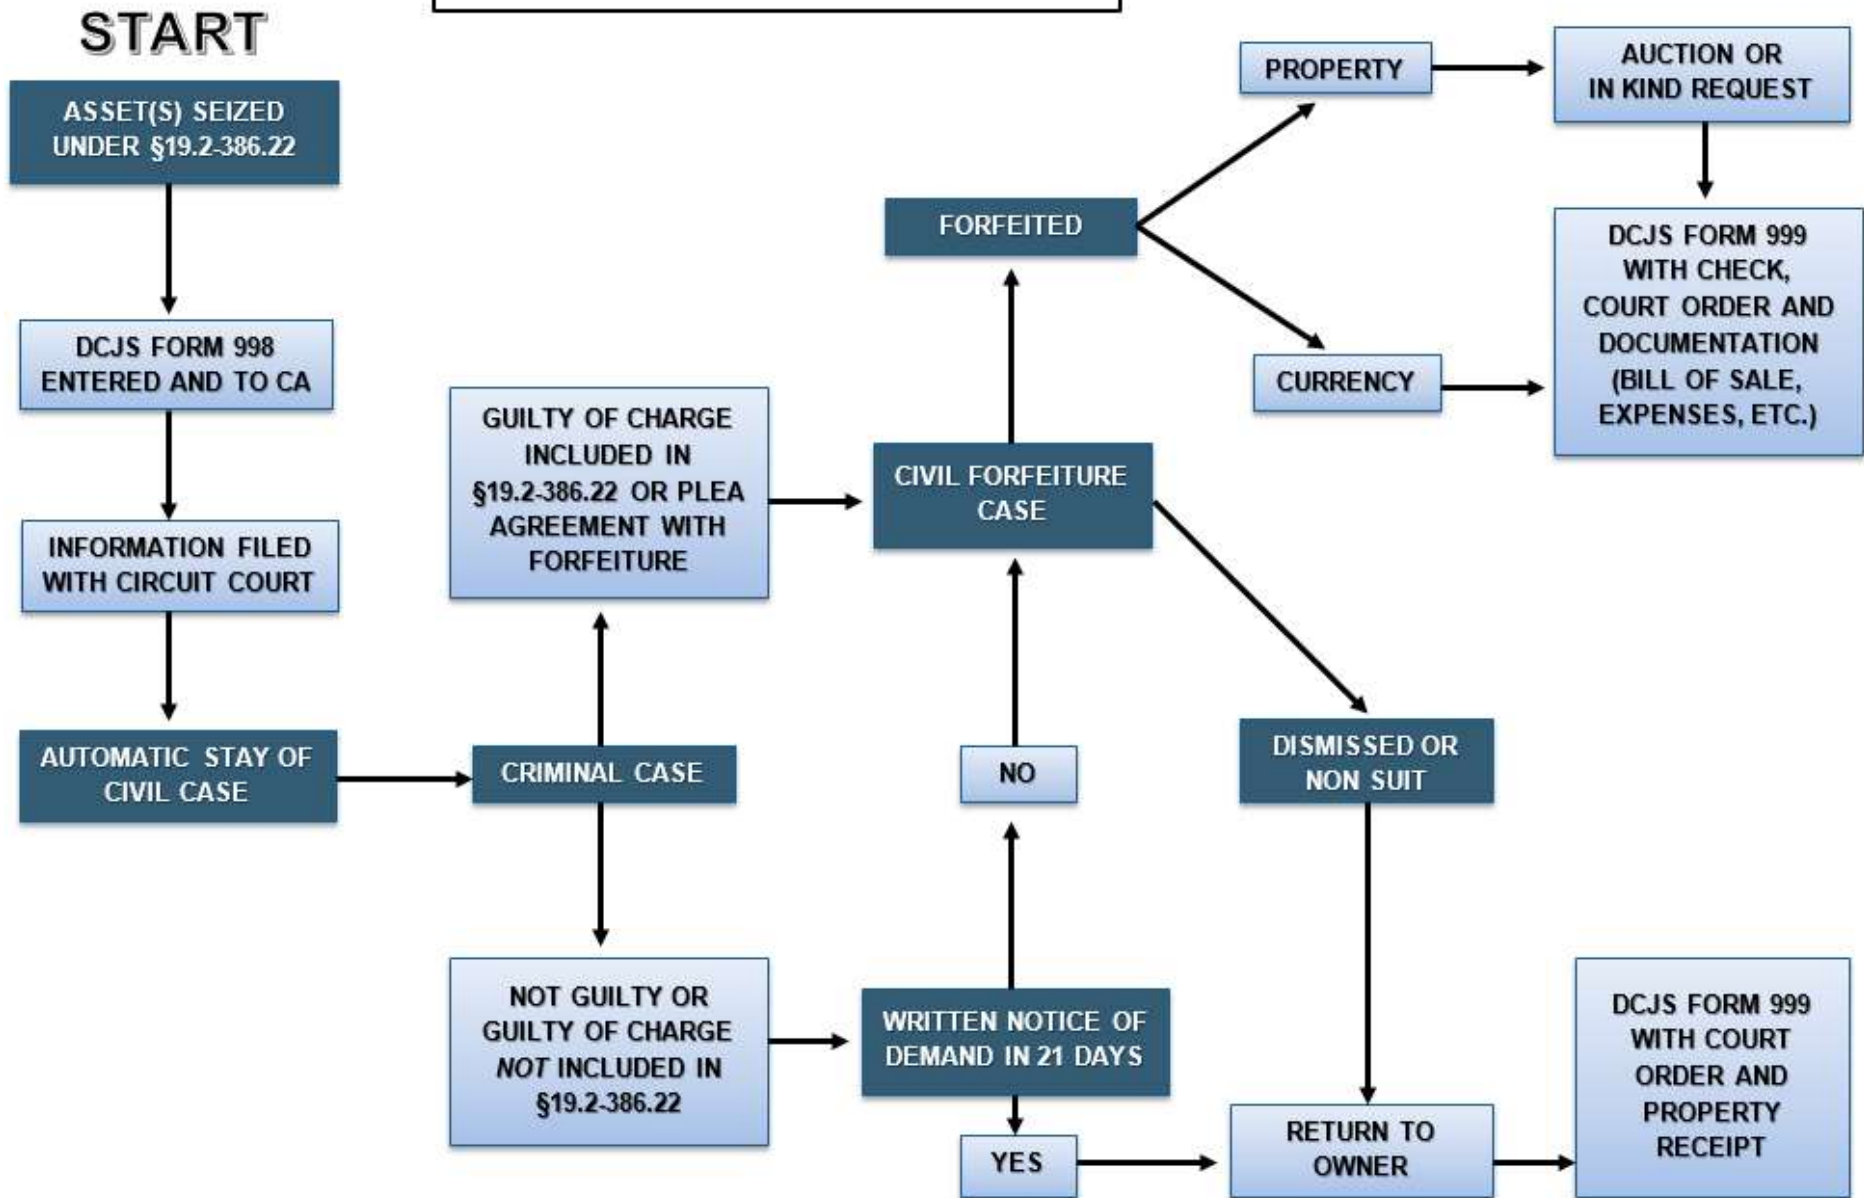 START
ASSET(S) SEIZED
UNDER §19.2-386.22
DCJS FORM 998
ENTERED AND TO CA
INFORMATION FILED
WITH CIRCUIT COURT
AUTOMATIC STAY OF
CIVIL CASE
CRIMINAL CASE
GUILTY OF CHARGE
INCLUDED IN
§19.2-386.22 OR PLEA
AGREEMENT WITH
FORFEITURE
NOT GUILTY OR
GUILTY OF CHARGE
NOT INCLUDED IN
§19.2-386.22
WRITTEN NOTICE OF
DEMAND IN 21 DAYS
NO
YES
CIVIL FORFEITURE
CASE
FORFEITED
PROPERTY
CURRENCY
AUCTION OR
IN KIND REQUEST
DCJS FORM 999
WITH CHECK,
COURT ORDER AND
DOCUMENTATION
(BILL OF SALE,
EXPENSES, ETC.)
DISMISSED OR
NON SUIT
RETURN TO
OWNER
DCJS FORM 999
WITH COURT
ORDER AND
PROPERTY
RECEIPT